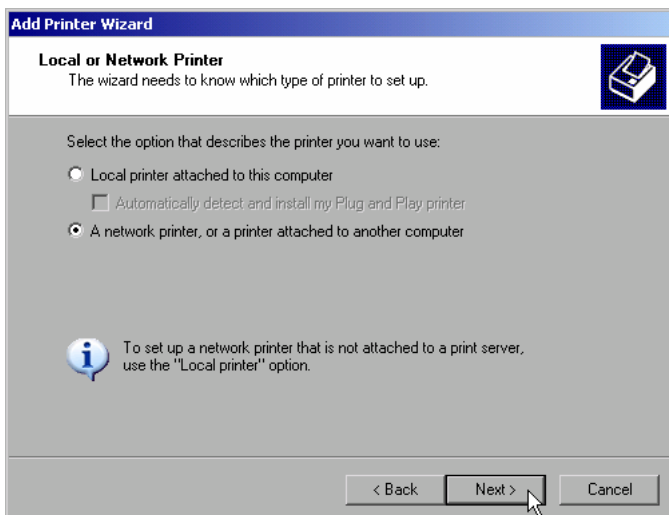 Add Printer Wizard
Local or Network Printer
The wizard needs to know which type of printer to set up.
Select the option that describes the printer you want to use:
Local printer attached to this computer
Automatically detect and install my Plug and Play printer
A network printer, or a printer attached to another computer
To set up a network printer that is not attached to a print server,
use the "Local printer" option.
< Back
Next >
Cancel